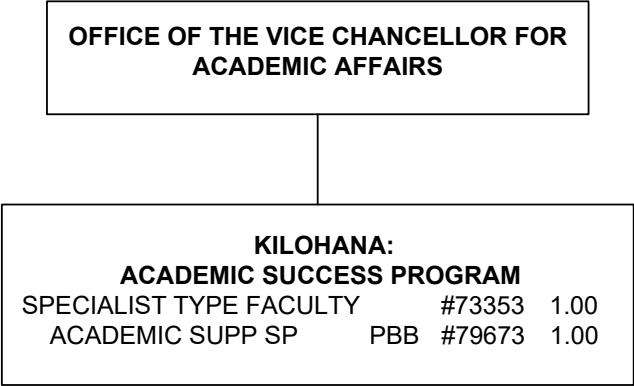 OFFICE OF THE VICE CHANCELLOR FOR
ACADEMIC AFFAIRS
KILOHANA:
ACADEMIC SUCCESS PROGRAM
SPECIALIST TYPE FACULTY #73353 1.00
ACADEMIC SUPP SP PBB #79673 1.00